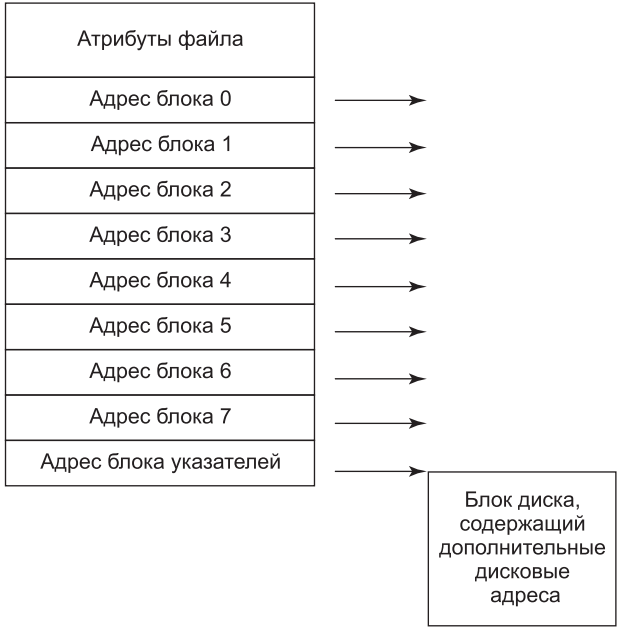 Атрибуты файла
Адрес блока 0
Адрес блока 1
Адрес блока 2
Адрес блока 3
Адрес блока 4
Адрес блока 5
Адрес блока 6
Адрес блока 7
Адрес блока указателей
Блок диска,
содержащий
дополнительные
дисковые
адреса